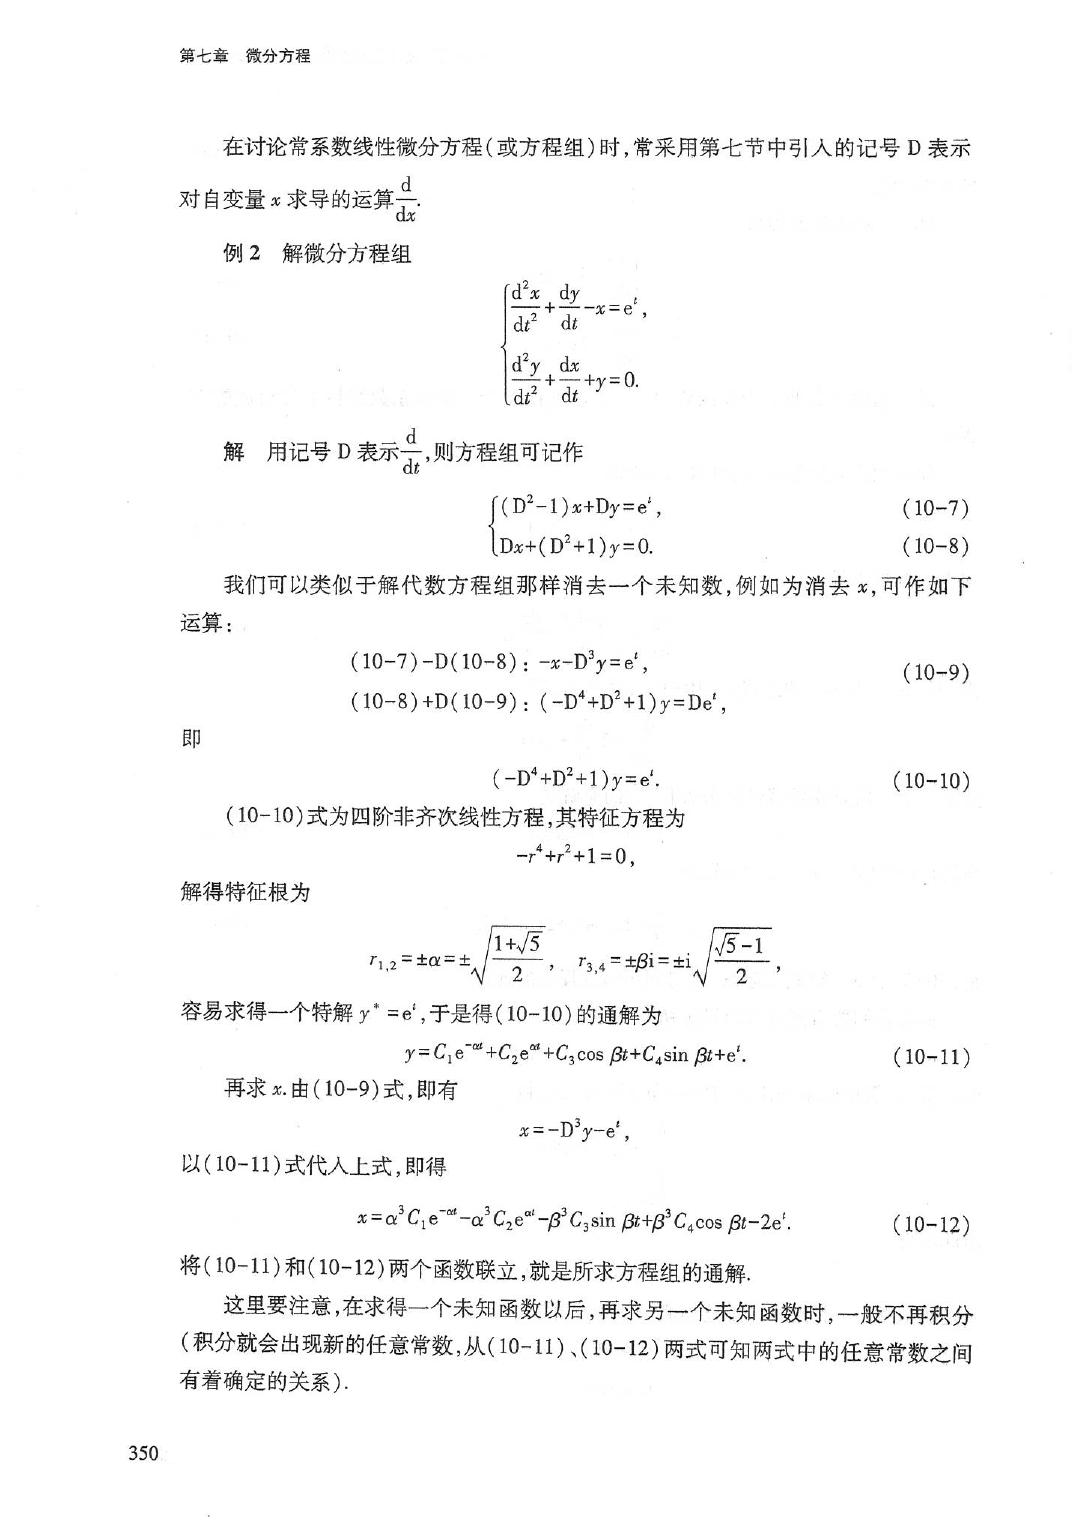 第七章 微分方程
在讨论常系数线性微分方程(或方程组)时,常采用第七节中引入的记号 D 表示
对自变量 x 求导的运算 d/dx.
例 2 解微分方程组
d²x/dt² + dy/dt - x = eᵗ,
d²y/dt² + dx/dt + y = 0.
解 用记号 D 表示 d/dt,则方程组可记作
(D²-1)x+Dy=eᵗ, (10-7)
Dx+(D²+1)y=0. (10-8)
我们可以类似于解代数方程组那样消去一个未知数,例如为消去 x,可作如下
运算:
(10-7)-D(10-8): -x-D³y=eᵗ, (10-9)
(10-8)+D(10-9): (-D⁴+D²+1)y=Deᵗ,
即
(-D⁴+D²+1)y=eᵗ. (10-10)
(10-10)式为四阶非齐次线性方程,其特征方程为
-r⁴+r²+1=0,
解得特征根为
r₁,₂=±α=±√((1+√5)/2), r₃,₄=±βi=±i√((√5-1)/2),
容易求得一个特解 y*=eᵗ,于是得(10-10)的通解为
y=C₁e^(-αt)+C₂e^(αt)+C₃cos βt+C₄sin βt+eᵗ. (10-11)
再求 x.由(10-9)式,即有
x=-D³y-eᵗ,
以(10-11)式代入上式,即得
x=α³C₁e^(-αt)-α³C₂e^(αt)-β³C₃sin βt+β³C₄cos βt-2eᵗ. (10-12)
将(10-11)和(10-12)两个函数联立,就是所求方程组的通解.
这里要注意,在求得一个未知函数以后,再求另一个未知函数时,一般不再积分
(积分就会出现新的任意常数,从(10-11)、(10-12)两式可知两式中的任意常数之间
有着确定的关系).
350